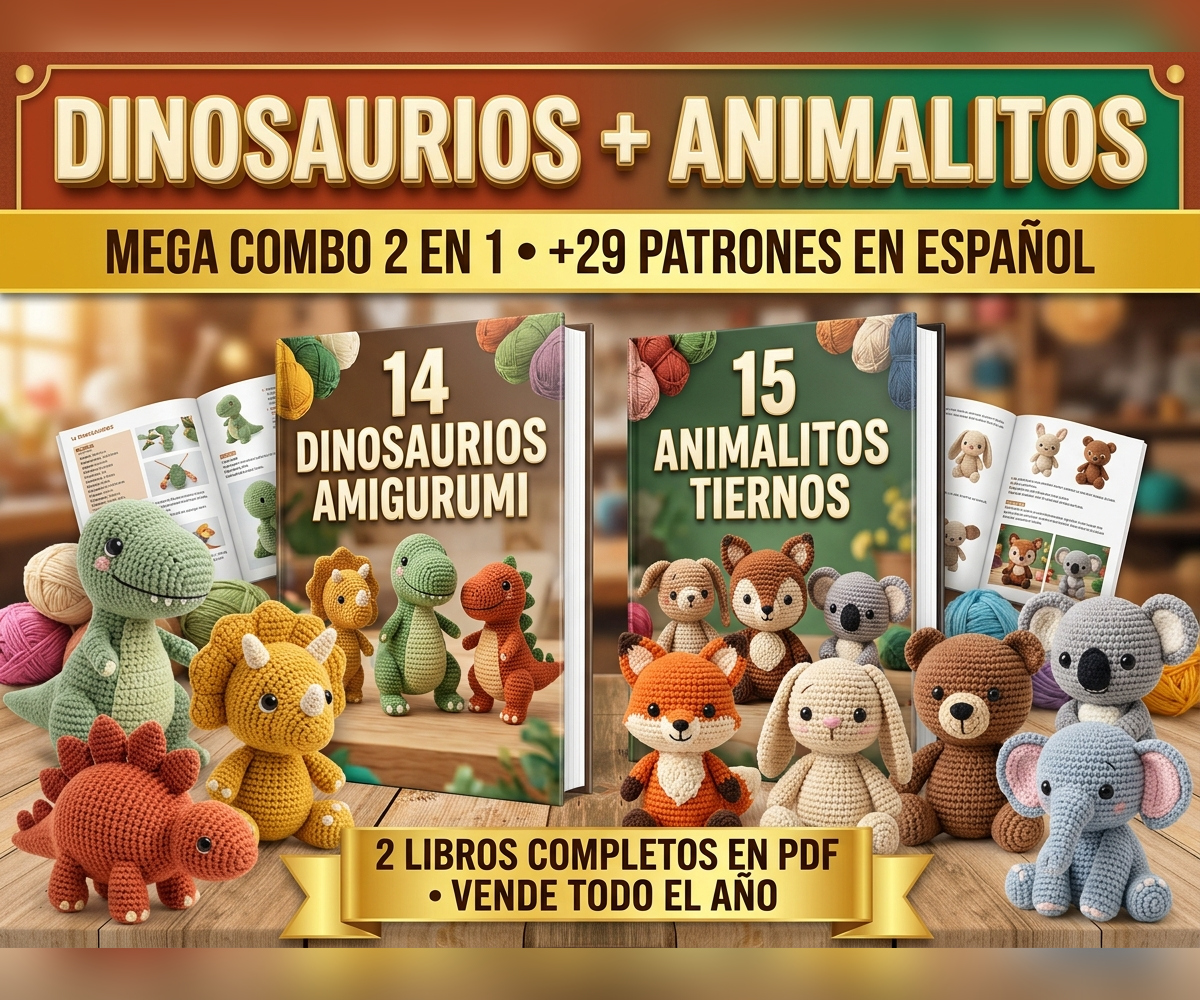 DINOSAURIOS + ANIMALITOS
MEGA COMBO 2 EN 1 • +29 PATRONES EN ESPAÑOL
14
DINOSAURIOS
AMIGURUMI
15
ANIMALITOS
TIERNOS
2 LIBROS COMPLETOS EN PDF
• VENDE TODO EL AÑO